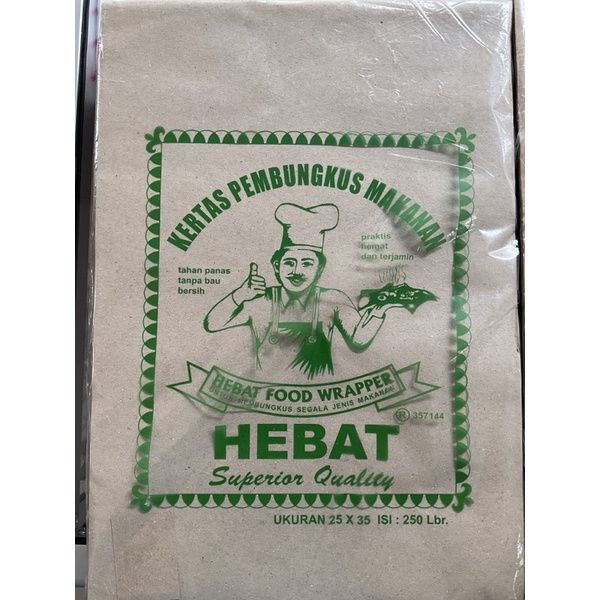 KERTAS PEMBUNGKUS MAKANAN
praktis
hemat
dan terjamin
tahan panas
tanpa bau
bersih
HEBAT FOOD WRAPPER
UNTUK PEMBUNGKUS SEGALA JENIS MAKANAN
® 357144
HEBAT
Superior Quality
UKURAN 25 X 35 ISI : 250 Lbr.